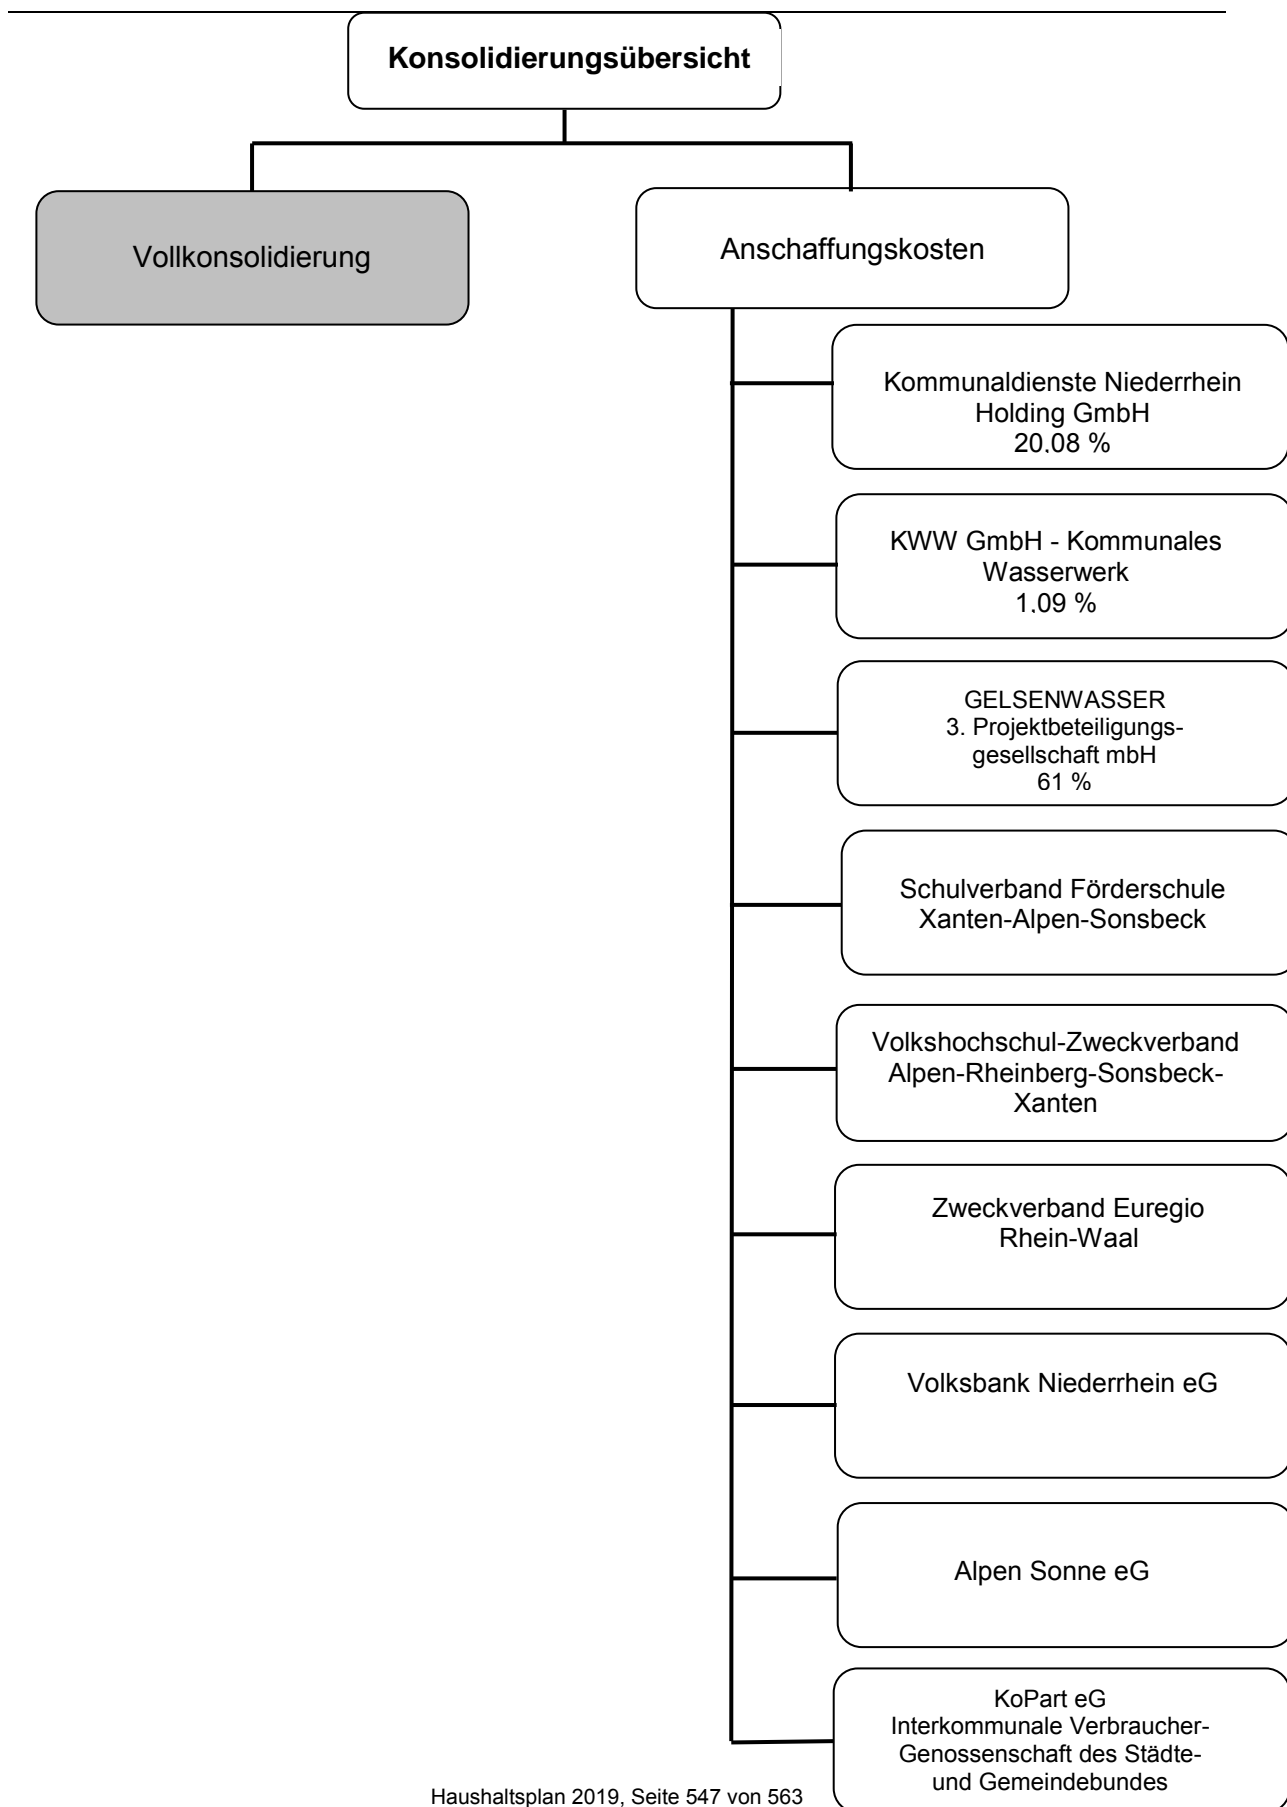 Konsolidierungsübersicht
Vollkonsolidierung
Anschaffungskosten
Kommunaldienste Niederrhein
Holding GmbH
20,08 %
KWW GmbH - Kommunales
Wasserwerk
1,09 %
GELSENWASSER
3. Projektbeteiligungs-
gesellschaft mbH
61 %
Schulverband Förderschule
Xanten-Alpen-Sonsbeck
Volkshochschul-Zweckverband
Alpen-Rheinberg-Sonsbeck-
Xanten
Zweckverband Euregio
Rhein-Waal
Volksbank Niederrhein eG
Alpen Sonne eG
KoPart eG
Interkommunale Verbraucher-
Genossenschaft des Städte-
und Gemeindebundes
Haushaltsplan 2019, Seite 547 von 563